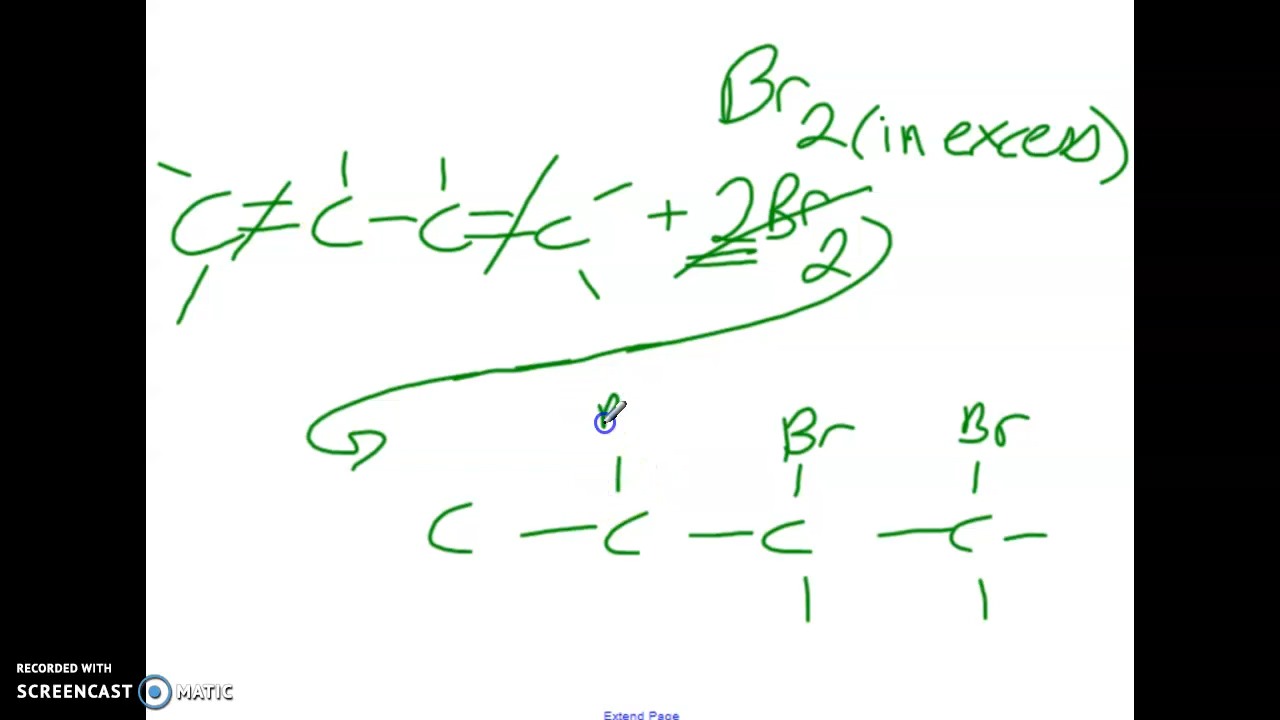 Br2 (in excess)
C=C-C=C + 2Br2
B
Br Br
C-C-C-C-
RECORDED WITH
SCREENCAST MATIC
Extend Page